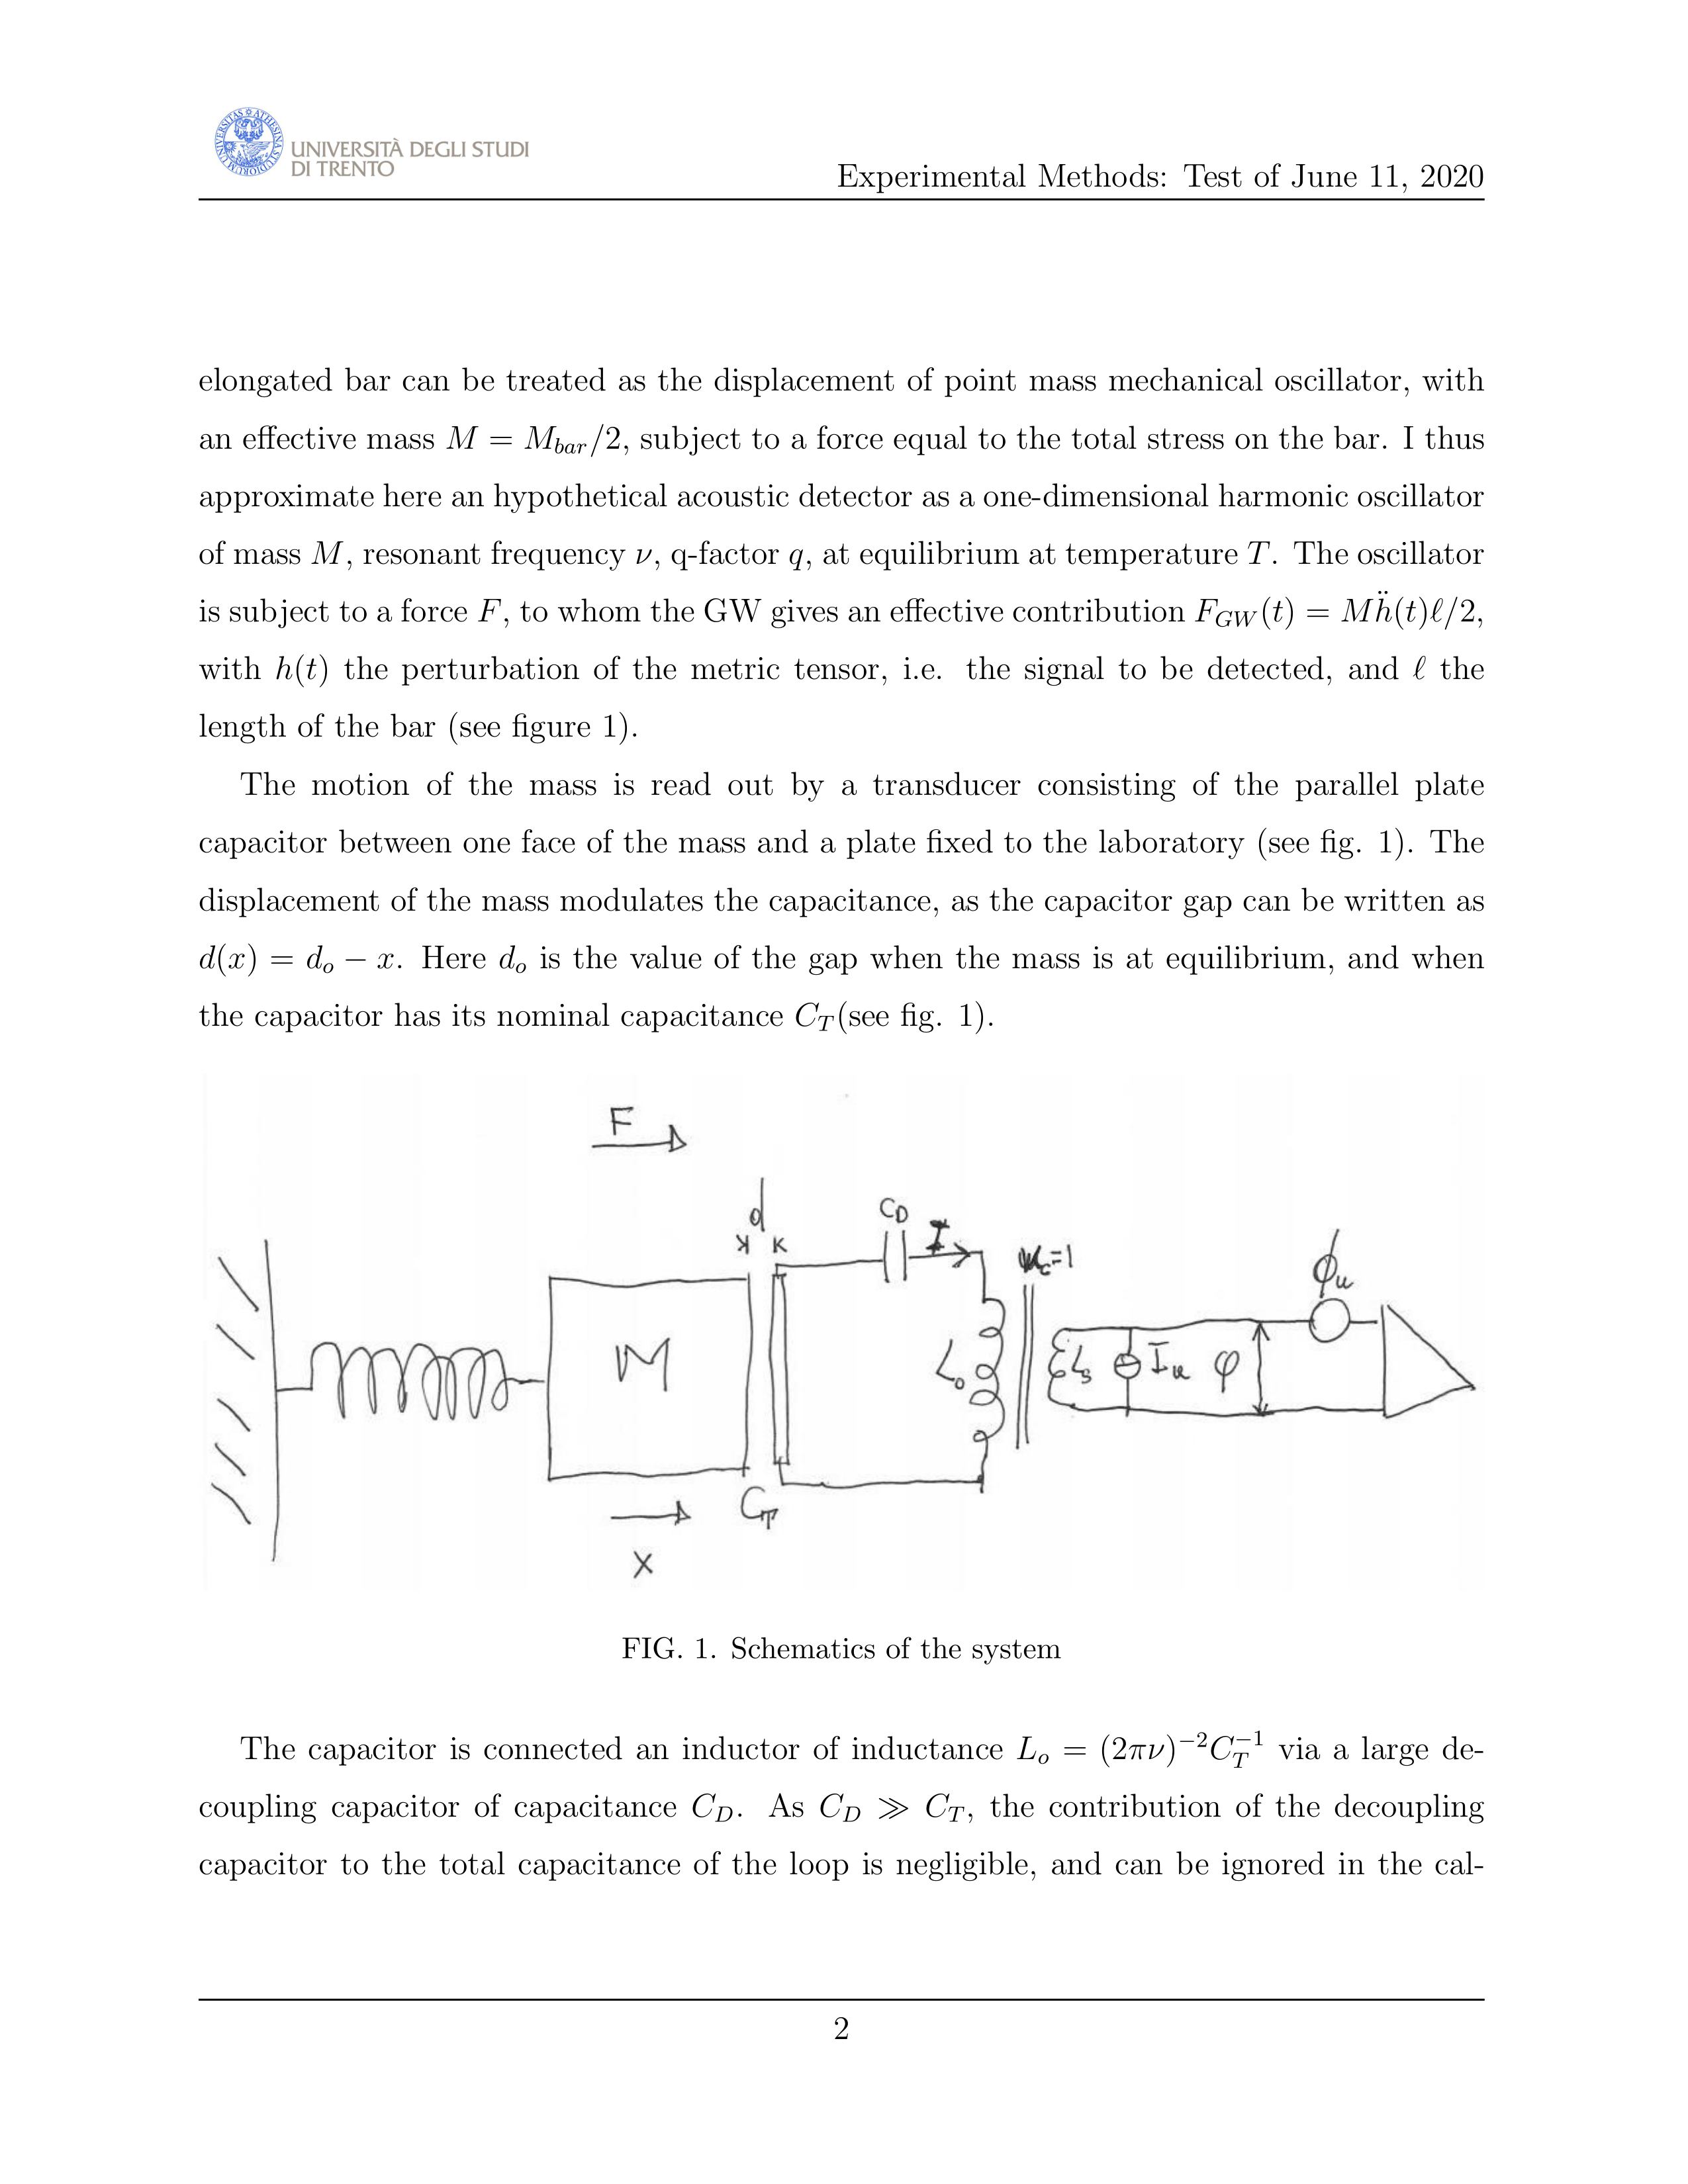 UNIVERSITÀ DEGLI STUDI
DI TRENTO
Experimental Methods: Test of June 11, 2020
elongated bar can be treated as the displacement of point mass mechanical oscillator, with
an effective mass M = M_{bar}/2, subject to a force equal to the total stress on the bar. I thus
approximate here an hypothetical acoustic detector as a one-dimensional harmonic oscillator
of mass M, resonant frequency ν, q-factor q, at equilibrium at temperature T. The oscillator
is subject to a force F, to whom the GW gives an effective contribution F_{GW}(t) = Mḧ(t)ℓ/2,
with h(t) the perturbation of the metric tensor, i.e. the signal to be detected, and ℓ the
length of the bar (see figure 1).
The motion of the mass is read out by a transducer consisting of the parallel plate
capacitor between one face of the mass and a plate fixed to the laboratory (see fig. 1). The
displacement of the mass modulates the capacitance, as the capacitor gap can be written as
d(x) = d_o − x. Here d_o is the value of the gap when the mass is at equilibrium, and when
the capacitor has its nominal capacitance C_T(see fig. 1).
F
d
C_D
I
=1
ϕ_u
M
L_o
L_s
I_u
φ
C_T
x
FIG. 1. Schematics of the system
The capacitor is connected an inductor of inductance L_o = (2πν)^{−2}C_T^{−1} via a large de-
coupling capacitor of capacitance C_D. As C_D ≫ C_T, the contribution of the decoupling
capacitor to the total capacitance of the loop is negligible, and can be ignored in the cal-
2